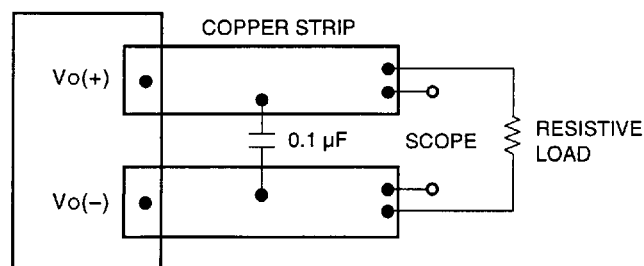 COPPER STRIP
VO(+)
0.1 µF
SCOPE
RESISTIVE
LOAD
VO(–)